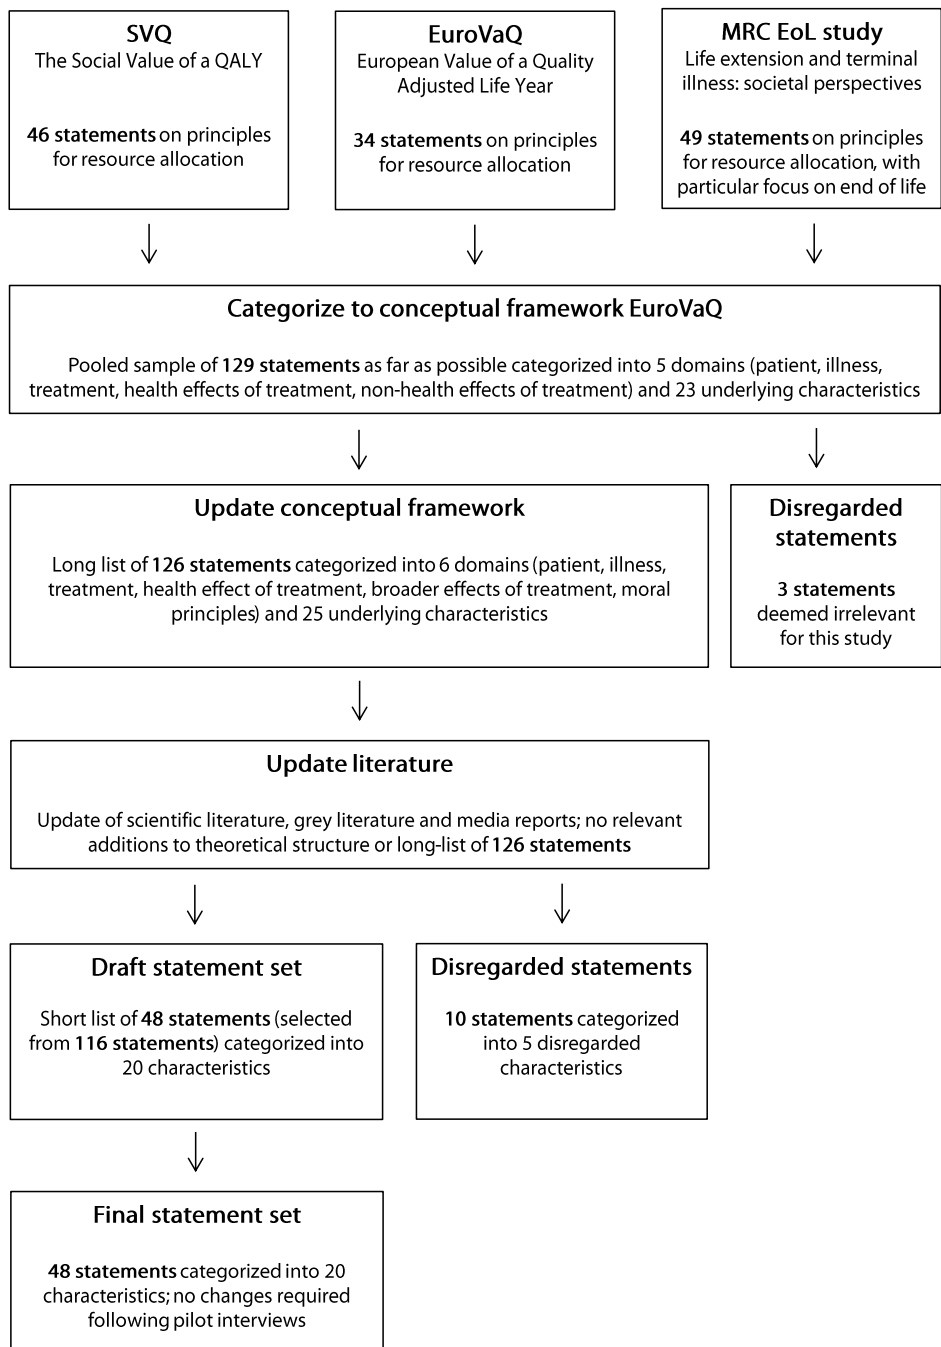 SVQ
The Social Value of a QALY
46 statements on principles
for resource allocation
EuroVaQ
European Value of a Quality
Adjusted Life Year
34 statements on principles
for resource allocation
MRC EoL study
Life extension and terminal
illness: societal perspectives
49 statements on principles
for resource allocation, with
particular focus on end of life
Categorize to conceptual framework EuroVaQ
Pooled sample of 129 statements as far as possible categorized into 5 domains (patient, illness,
treatment, health effects of treatment, non-health effects of treatment) and 23 underlying characteristics
Update conceptual framework
Long list of 126 statements categorized into 6 domains (patient, illness,
treatment, health effect of treatment, broader effects of treatment, moral
principles) and 25 underlying characteristics
Disregarded
statements
3 statements
deemed irrelevant
for this study
Update literature
Update of scientific literature, grey literature and media reports; no relevant
additions to theoretical structure or long-list of 126 statements
Draft statement set
Short list of 48 statements (selected
from 116 statements) categorized into
20 characteristics
Disregarded statements
10 statements categorized
into 5 disregarded
characteristics
Final statement set
48 statements categorized into 20
characteristics; no changes required
following pilot interviews